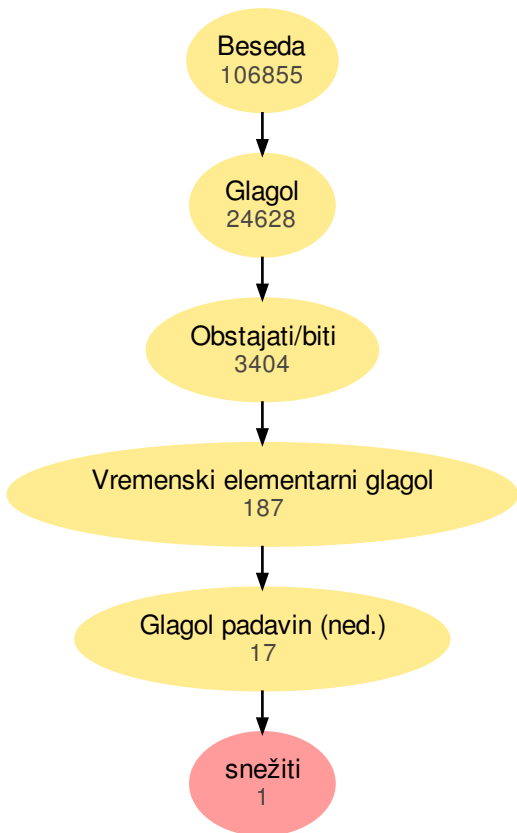 Beseda
106855
Glagol
24628
Obstajati/biti
3404
Vremenski elementarni glagol
187
Glagol padavin (ned.)
17
snežiti
1